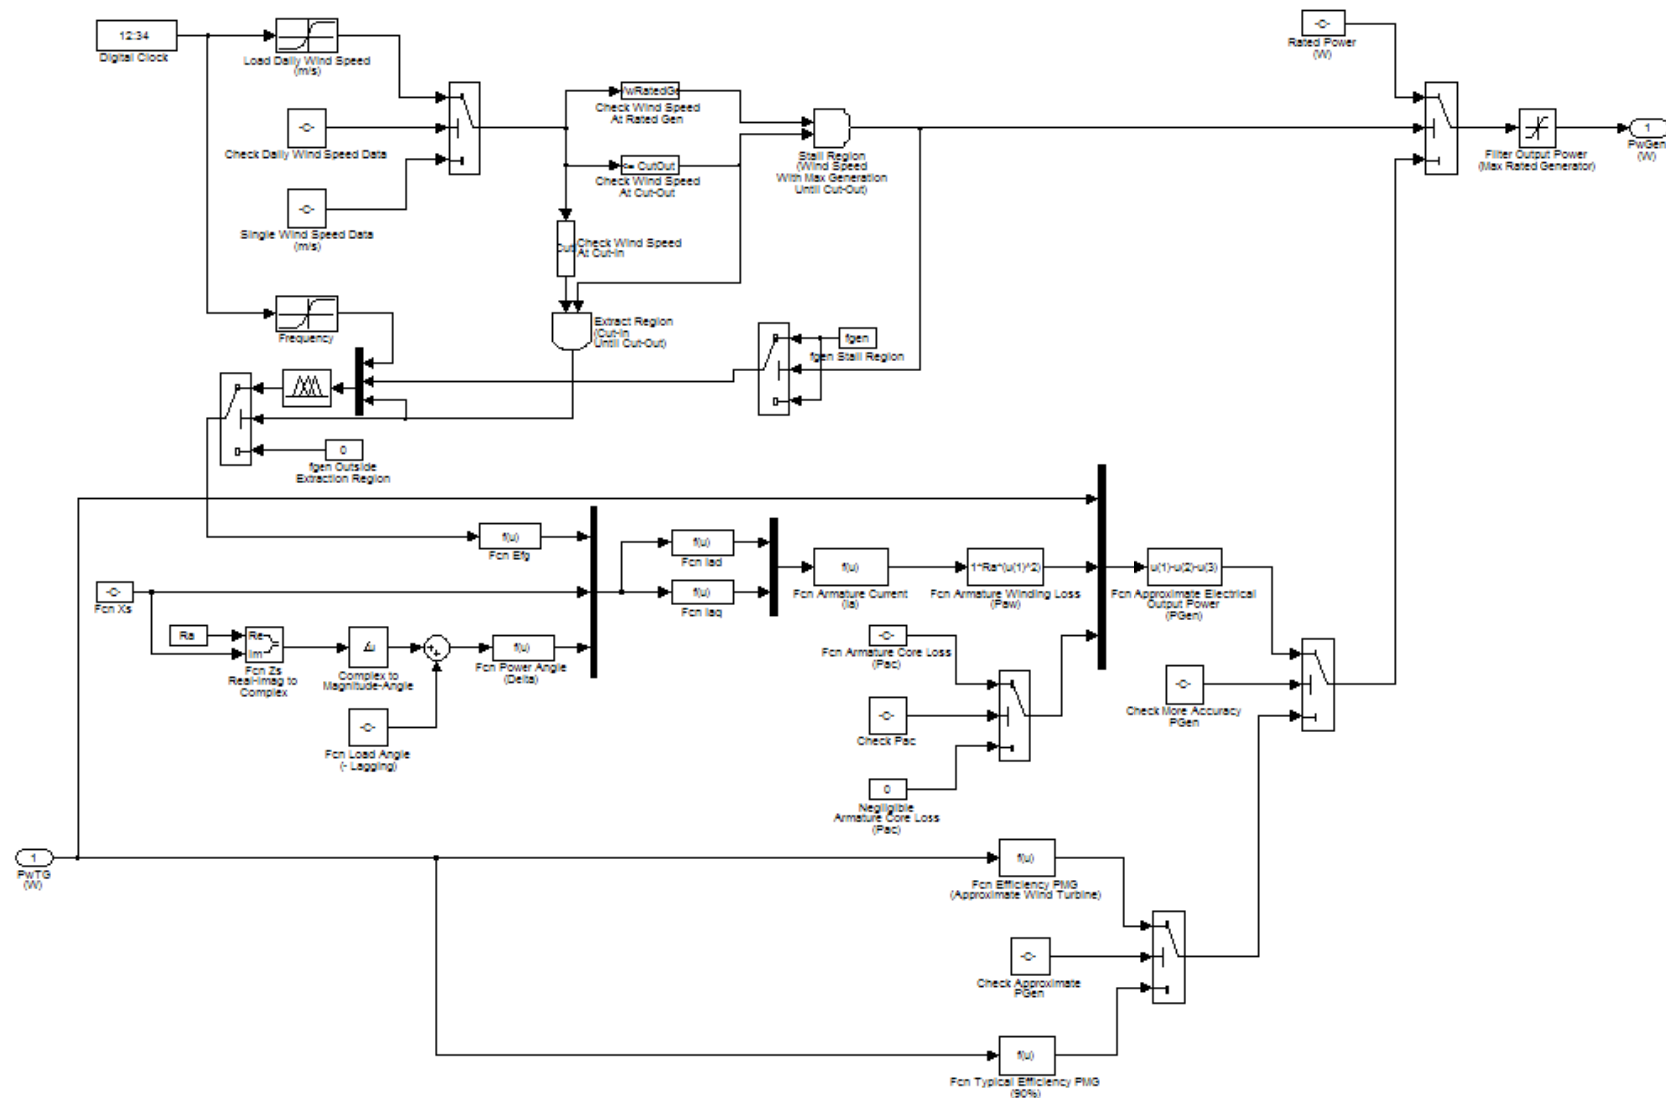 12:34
Digital Clock
Load Daily Wind Speed
(m/s)
-C-
Check Daily Wind Speed Data
-C-
Single Wind Speed Data
(m/s)
Check Wind Speed
At Rated Gen
<= CutOut
Check Wind Speed
At Cut-Out
Stall Region
(Wind Speed
With Max Generation
Until Cut-Out)
-C-
Rated Power
(W)
Filter Output Power
(Max Rated Generator)
1
PwGen
(W)
Cut
Check Wind Speed
At Cut-In
Extract Region
(Cut-In
Until Cut-Out)
Frequency
fgen
fgen Stall Region
0
fgen Outside
Extraction Region
f(u)
Fcn Efg
-C-
Fcn Xs
Ra
Re
Im
Fcn Zs
Real-Imag to
Complex
∠u
Complex to
Magnitude-Angle
+
+
f(u)
Fcn Power Angle
(Delta)
-C-
Fcn Load Angle
(- Lagging)
f(u)
Fcn Iad
f(u)
Fcn Iaq
f(u)
Fcn Armature Current
(Ia)
1*Ra*(u(1)^2)
Fcn Armature Winding Loss
(Paw)
u(1)-u(2)-u(3)
Fcn Approximate Electrical
Output Power
(PGen)
-C-
Fcn Armature Core Loss
(Pac)
-C-
Check Pac
0
Negligible
Armature Core Loss
(Pac)
-C-
Check More Accuracy
PGen
1
PwTG
(W)
f(u)
Fcn Efficiency PMG
(Approximate Wind Turbine)
-C-
Check Approximate
PGen
f(u)
Fcn Typical Efficiency PMG
(90%)